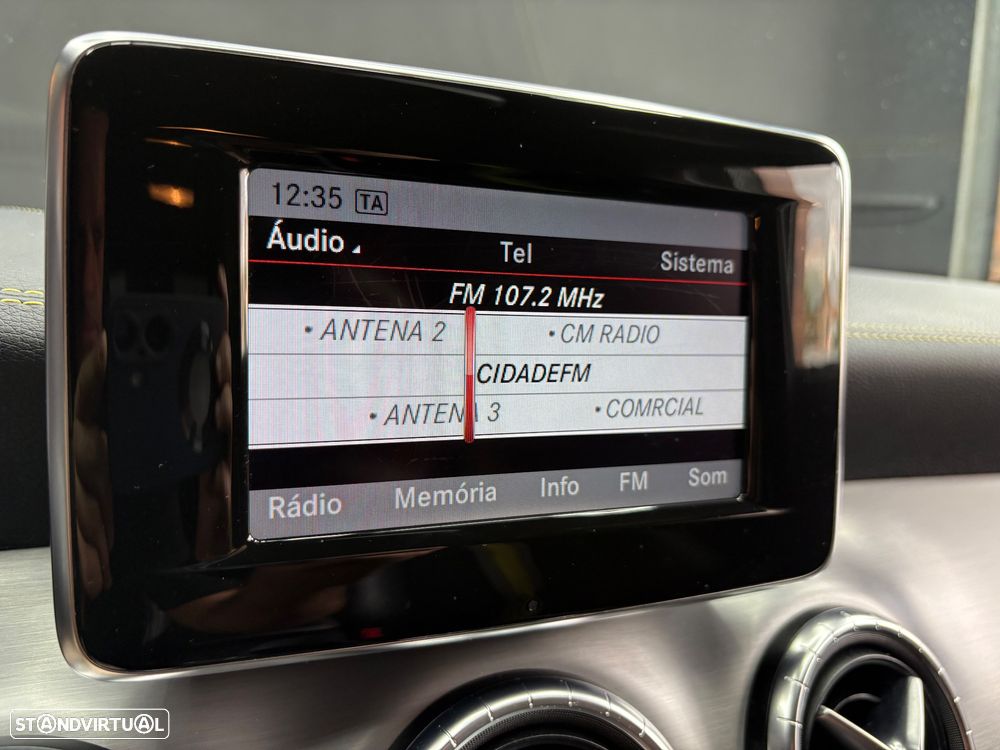 12:35 TA
Áudio Tel Sistema
FM 107.2 MHz
• ANTENA 2 • CM RADIO
CIDADEFM
• ANTENA 3 • COMRCIAL
Rádio Memória Info FM Som
STANDVIRTUAL